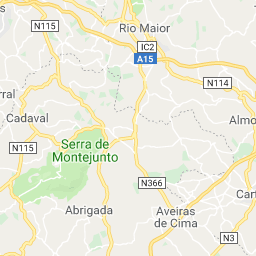 N115
Rio Maior
IC2
A15
rral
N114
Cadaval
Almo
N115
Serra de
Montejunto
N366
Cart
Abrigada
Aveiras
de Cima
N3